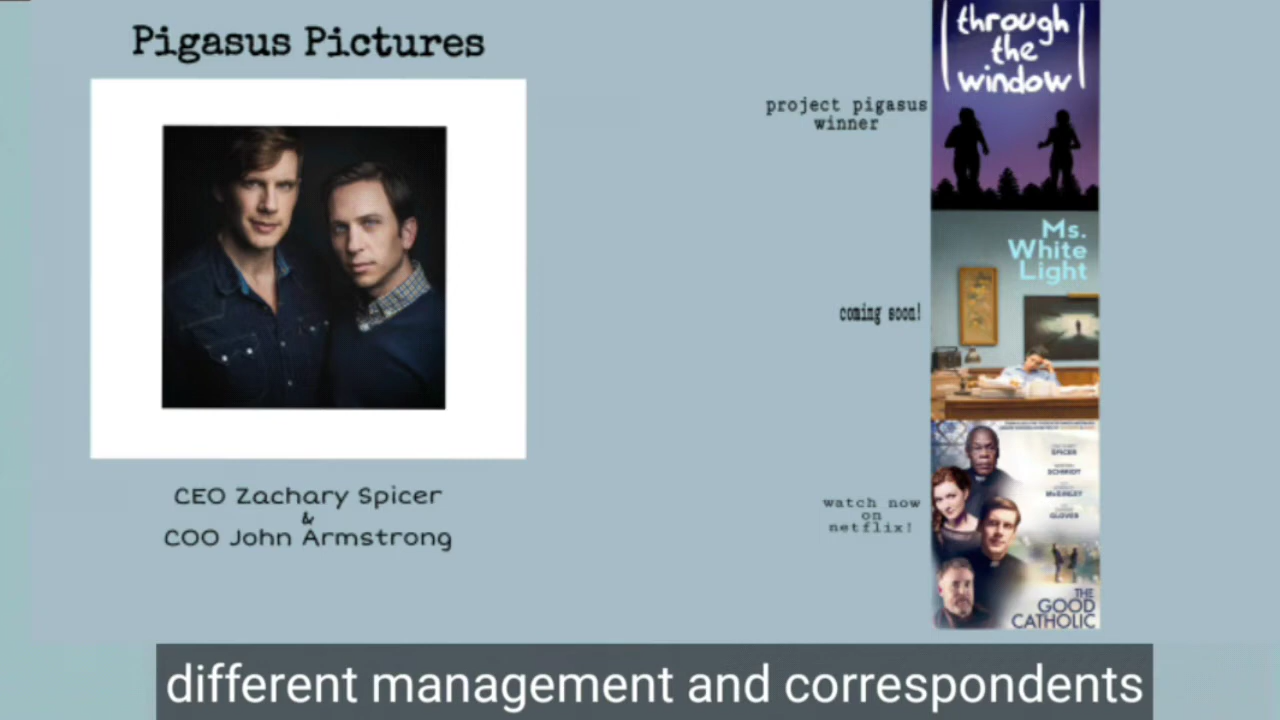 Pigasus Pictures
CEO Zachary Spicer
&
COO John Armstrong
project pigasus
winner
through
the
window
coming soon!
Ms.
White
Light
watch now
on
netflix!
SPICER
SCHMIDT
McGINLEY
GLOVER
THE
GOOD
CATHOLIC
different management and correspondents